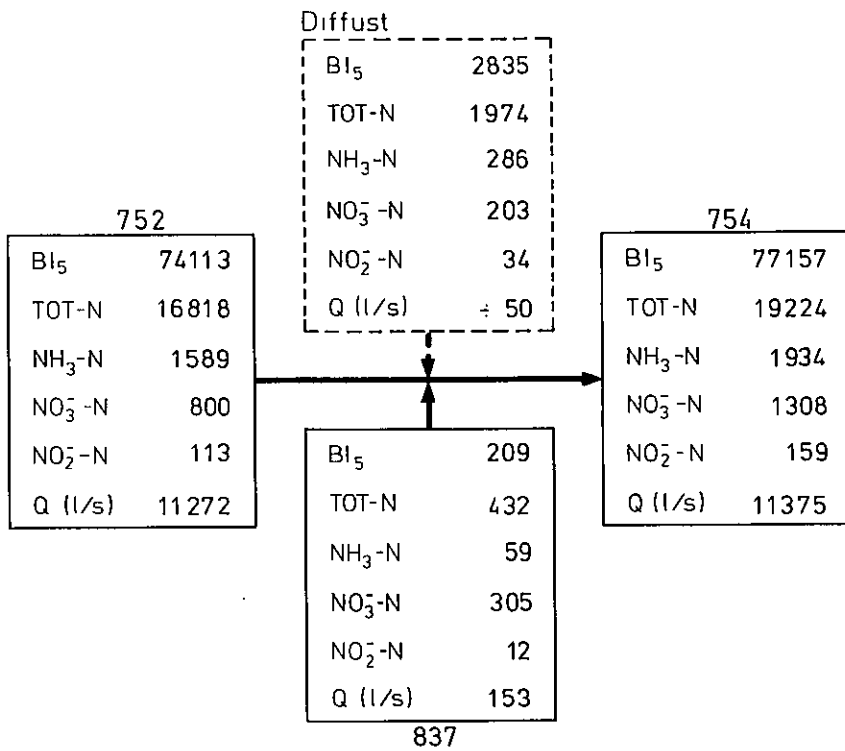 Diffust
BI₅ 2835
TOT-N 1974
NH₃-N 286
NO₃⁻-N 203
NO₂⁻-N 34
Q (l/s) ÷ 50
752
BI₅ 74113
TOT-N 16818
NH₃-N 1589
NO₃⁻-N 800
NO₂⁻-N 113
Q (l/s) 11272
754
BI₅ 77157
TOT-N 19224
NH₃-N 1934
NO₃⁻-N 1308
NO₂⁻-N 159
Q (l/s) 11375
BI₅ 209
TOT-N 432
NH₃-N 59
NO₃⁻-N 305
NO₂⁻-N 12
Q (l/s) 153
837